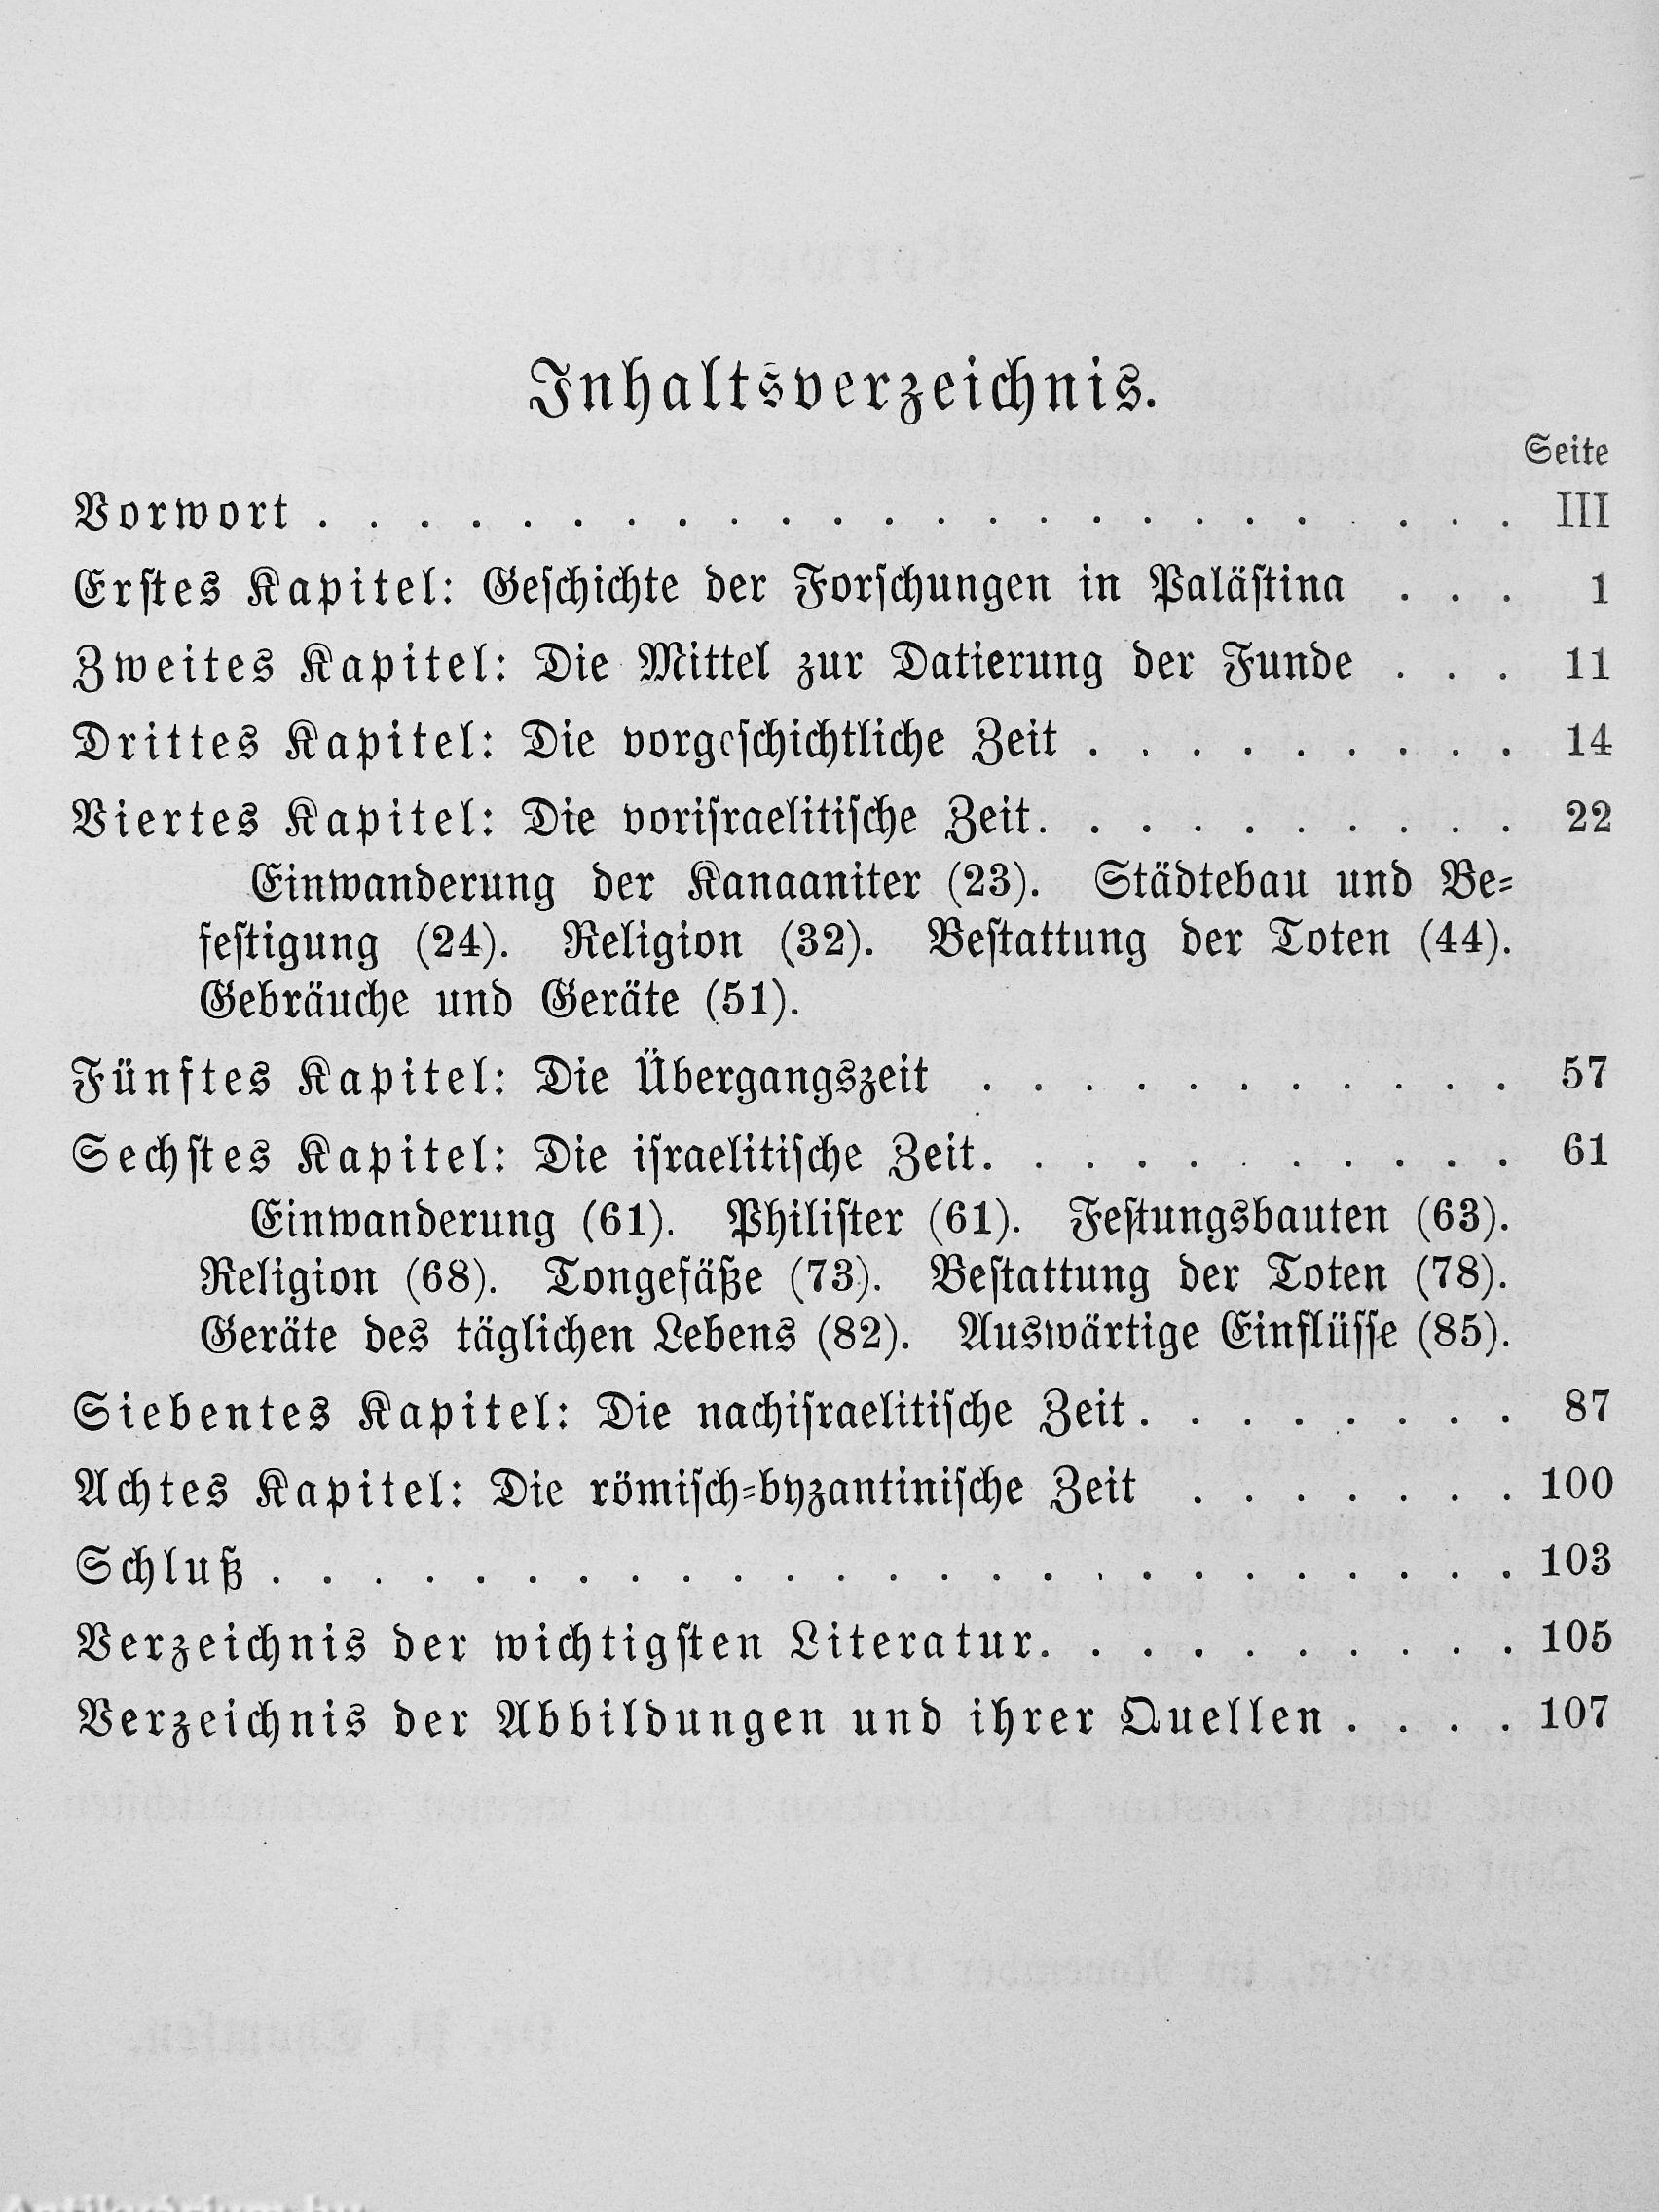 Inhaltsverzeichnis.
Seite
Vorwort . . . . . . . . . . . . . . . . . . . . . . . III
Erstes Kapitel: Geschichte der Forschungen in Palästina . . . 1
Zweites Kapitel: Die Mittel zur Datierung der Funde . . . 11
Drittes Kapitel: Die vorgeschichtliche Zeit . . . . . . . . . 14
Viertes Kapitel: Die vorisraelitische Zeit. . . . . . . . . . 22
Einwanderung der Kanaaniter (23). Städtebau und Be-
festigung (24). Religion (32). Bestattung der Toten (44).
Gebräuche und Geräte (51).
Fünftes Kapitel: Die Übergangszeit . . . . . . . . . . . 57
Sechstes Kapitel: Die israelitische Zeit. . . . . . . . . . . 61
Einwanderung (61). Philister (61). Festungsbauten (63).
Religion (68). Tongefäße (73). Bestattung der Toten (78).
Geräte des täglichen Lebens (82). Auswärtige Einflüsse (85).
Siebentes Kapitel: Die nachisraelitische Zeit. . . . . . . . 87
Achtes Kapitel: Die römisch-byzantinische Zeit . . . . . . . 100
Schluß . . . . . . . . . . . . . . . . . . . . . . . . . 103
Verzeichnis der wichtigsten Literatur. . . . . . . . . . 105
Verzeichnis der Abbildungen und ihrer Quellen . . . . 107